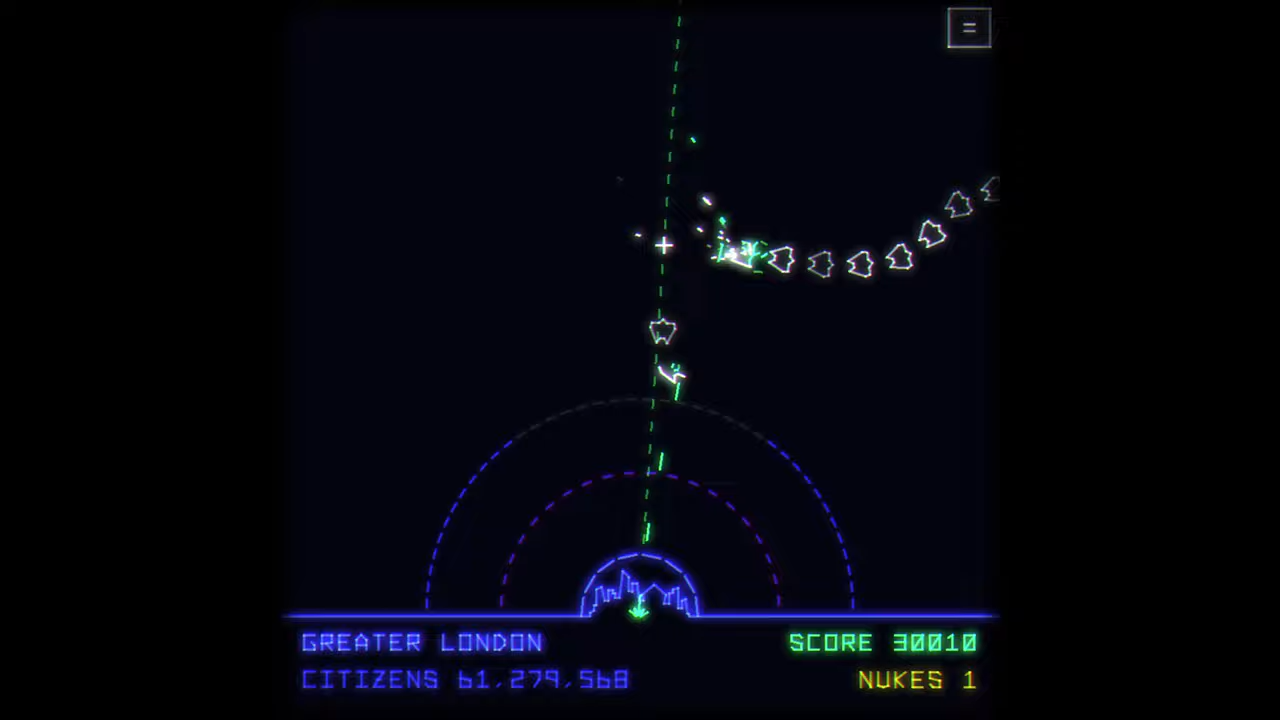 GREATER LONDON
SCORE 30010
CITIZENS 61,279,568
NUKES 1